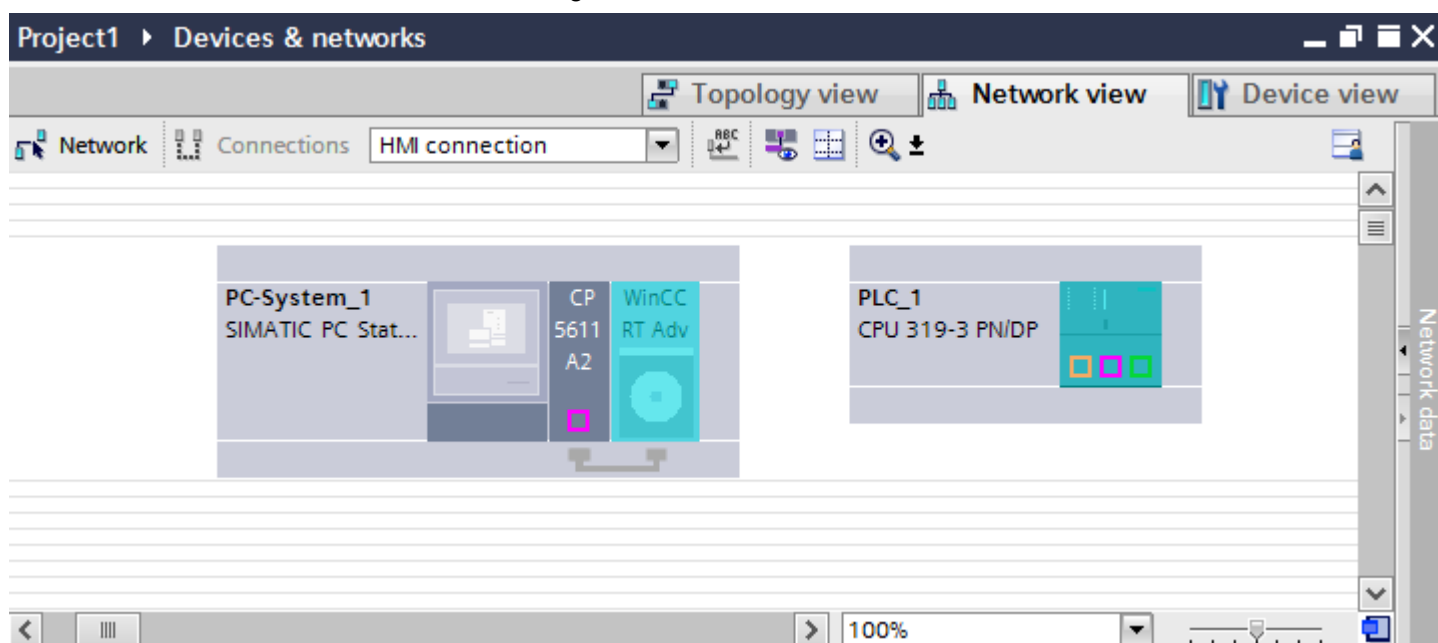 Project1 ▸ Devices & networks
Topology view Network view Device view
Network Connections HMI connection
PC-System_1
SIMATIC PC Stat...
CP
5611
A2
WinCC
RT Adv
PLC_1
CPU 319-3 PN/DP
Network data
100%